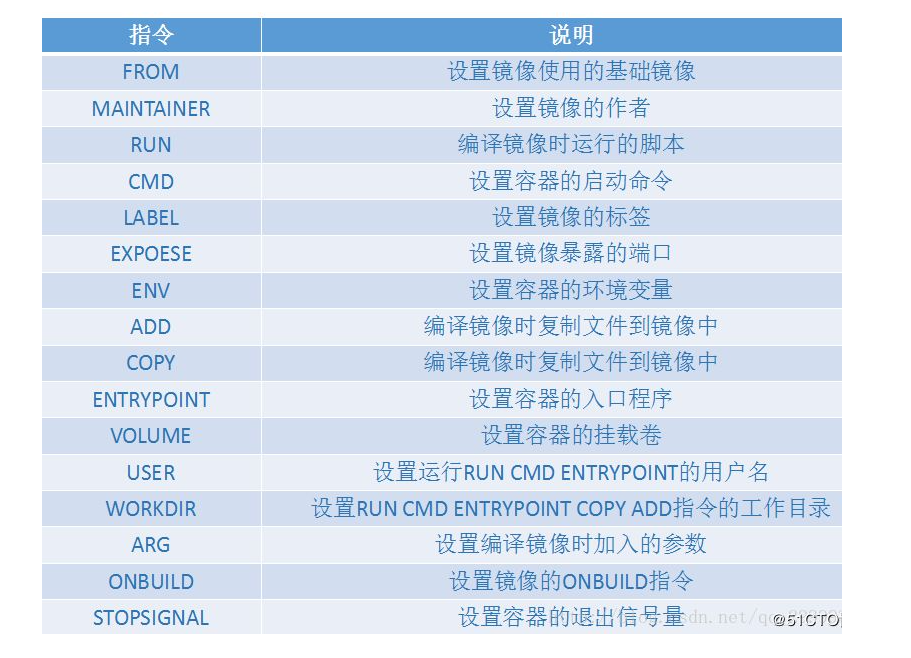 指令 说明
FROM 设置镜像使用的基础镜像
MAINTAINER 设置镜像的作者
RUN 编译镜像时运行的脚本
CMD 设置容器的启动命令
LABEL 设置镜像的标签
EXPOESE 设置镜像暴露的端口
ENV 设置容器的环境变量
ADD 编译镜像时复制文件到镜像中
COPY 编译镜像时复制文件到镜像中
ENTRYPOINT 设置容器的入口程序
VOLUME 设置容器的挂载卷
USER 设置运行RUN CMD ENTRYPOINT的用户名
WORKDIR 设置RUN CMD ENTRYPOINT COPY ADD指令的工作目录
ARG 设置编译镜像时加入的参数
ONBUILD 设置镜像的ONBUILD指令
STOPSIGNAL 设置容器的退出信号量
@51CTO